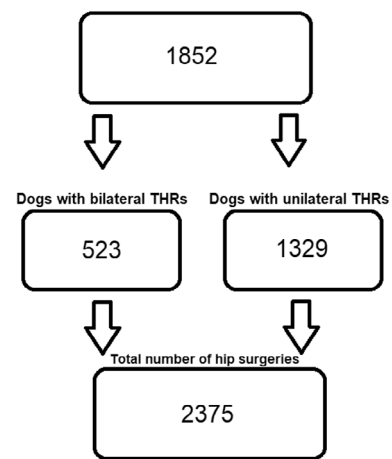 1852
Dogs with bilateral THRs
Dogs with unilateral THRs
523
1329
Total number of hip surgeries
2375